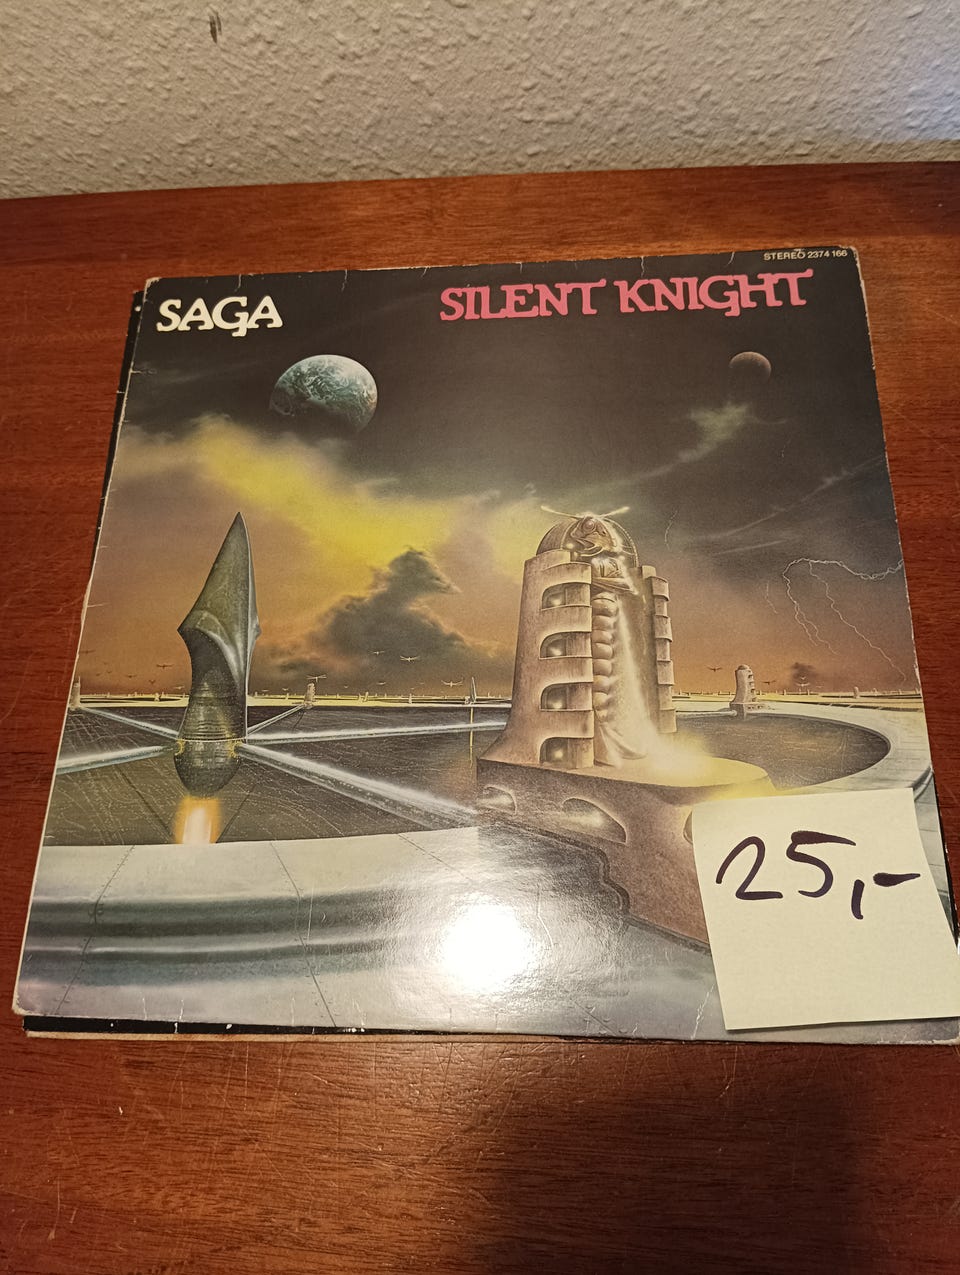 STEREO 2374 166
SAGA
SILENT KNIGHT
25,-